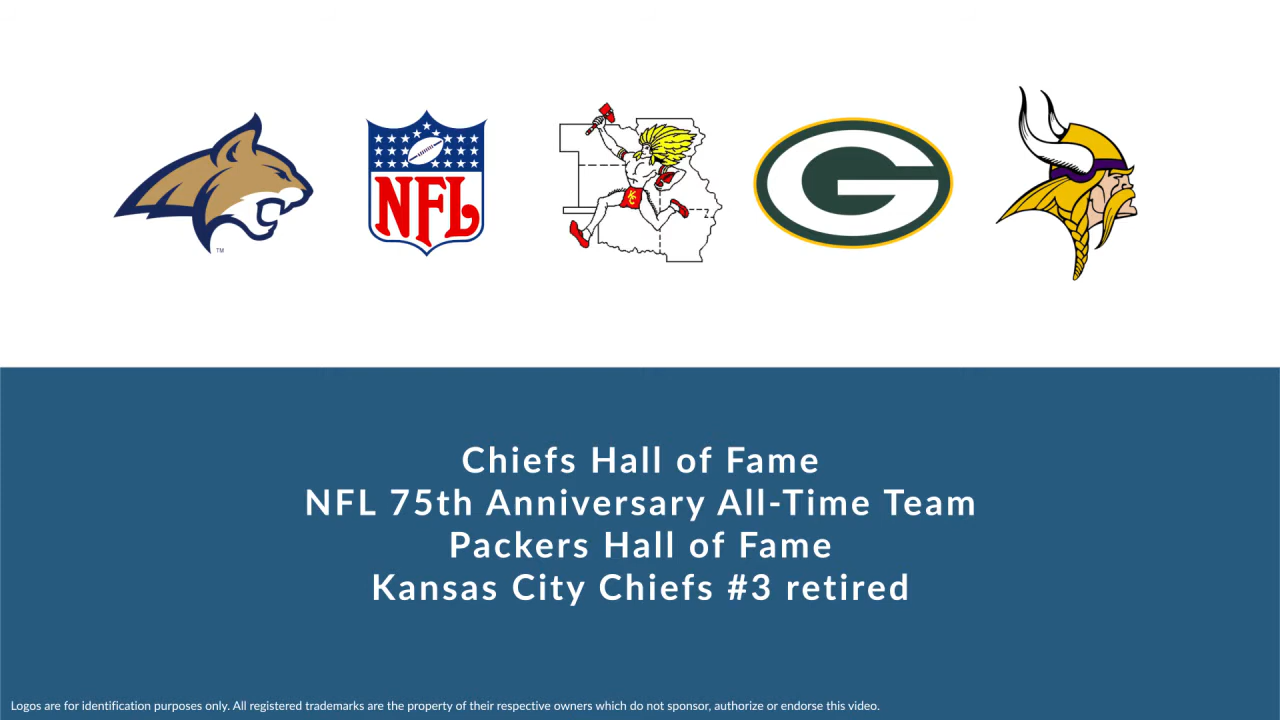 TM
NFL
KC
G
Chiefs Hall of Fame
NFL 75th Anniversary All-Time Team
Packers Hall of Fame
Kansas City Chiefs #3 retired
Logos are for identification purposes only. All registered trademarks are the property of their respective owners which do not sponsor, authorize or endorse this video.